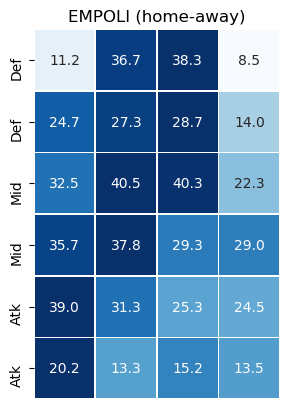 EMPOLI (home-away)
Def 11.2 36.7 38.3 8.5
Def 24.7 27.3 28.7 14.0
Mid 32.5 40.5 40.3 22.3
Mid 35.7 37.8 29.3 29.0
Atk 39.0 31.3 25.3 24.5
Atk 20.2 13.3 15.2 13.5